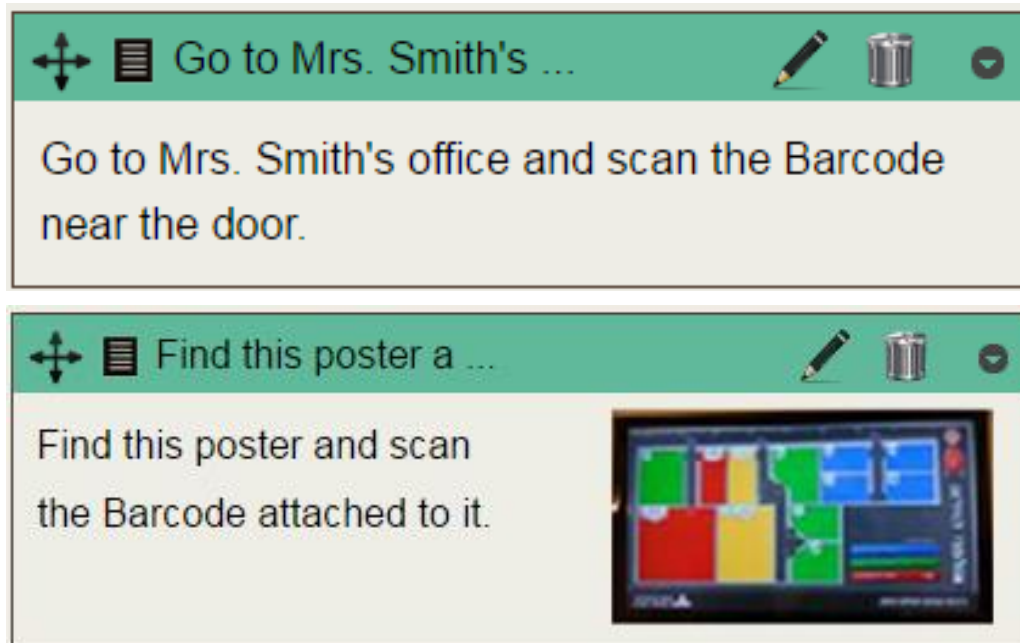 Go to Mrs. Smith's ...
Go to Mrs. Smith's office and scan the Barcode
near the door.
Find this poster a ...
Find this poster and scan
the Barcode attached to it.